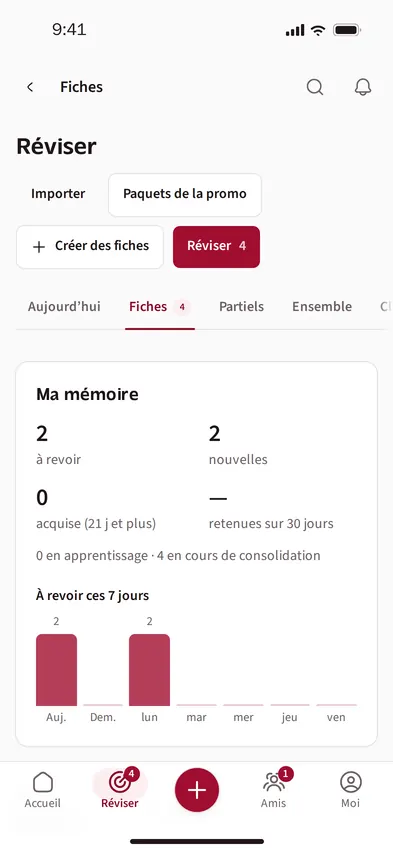 9:41
Fiches
Réviser
Importer
Paquets de la promo
Créer des fiches
Réviser 4
Aujourd'hui
Fiches 4
Partiels
Ensemble
Ma mémoire
2
2
à revoir
nouvelles
0
—
acquise (21 j et plus)
retenues sur 30 jours
0 en apprentissage · 4 en cours de consolidation
À revoir ces 7 jours
2
2
Auj.
Dem.
lun
mar
mer
jeu
ven
4
1
Accueil
Réviser
Amis
Moi